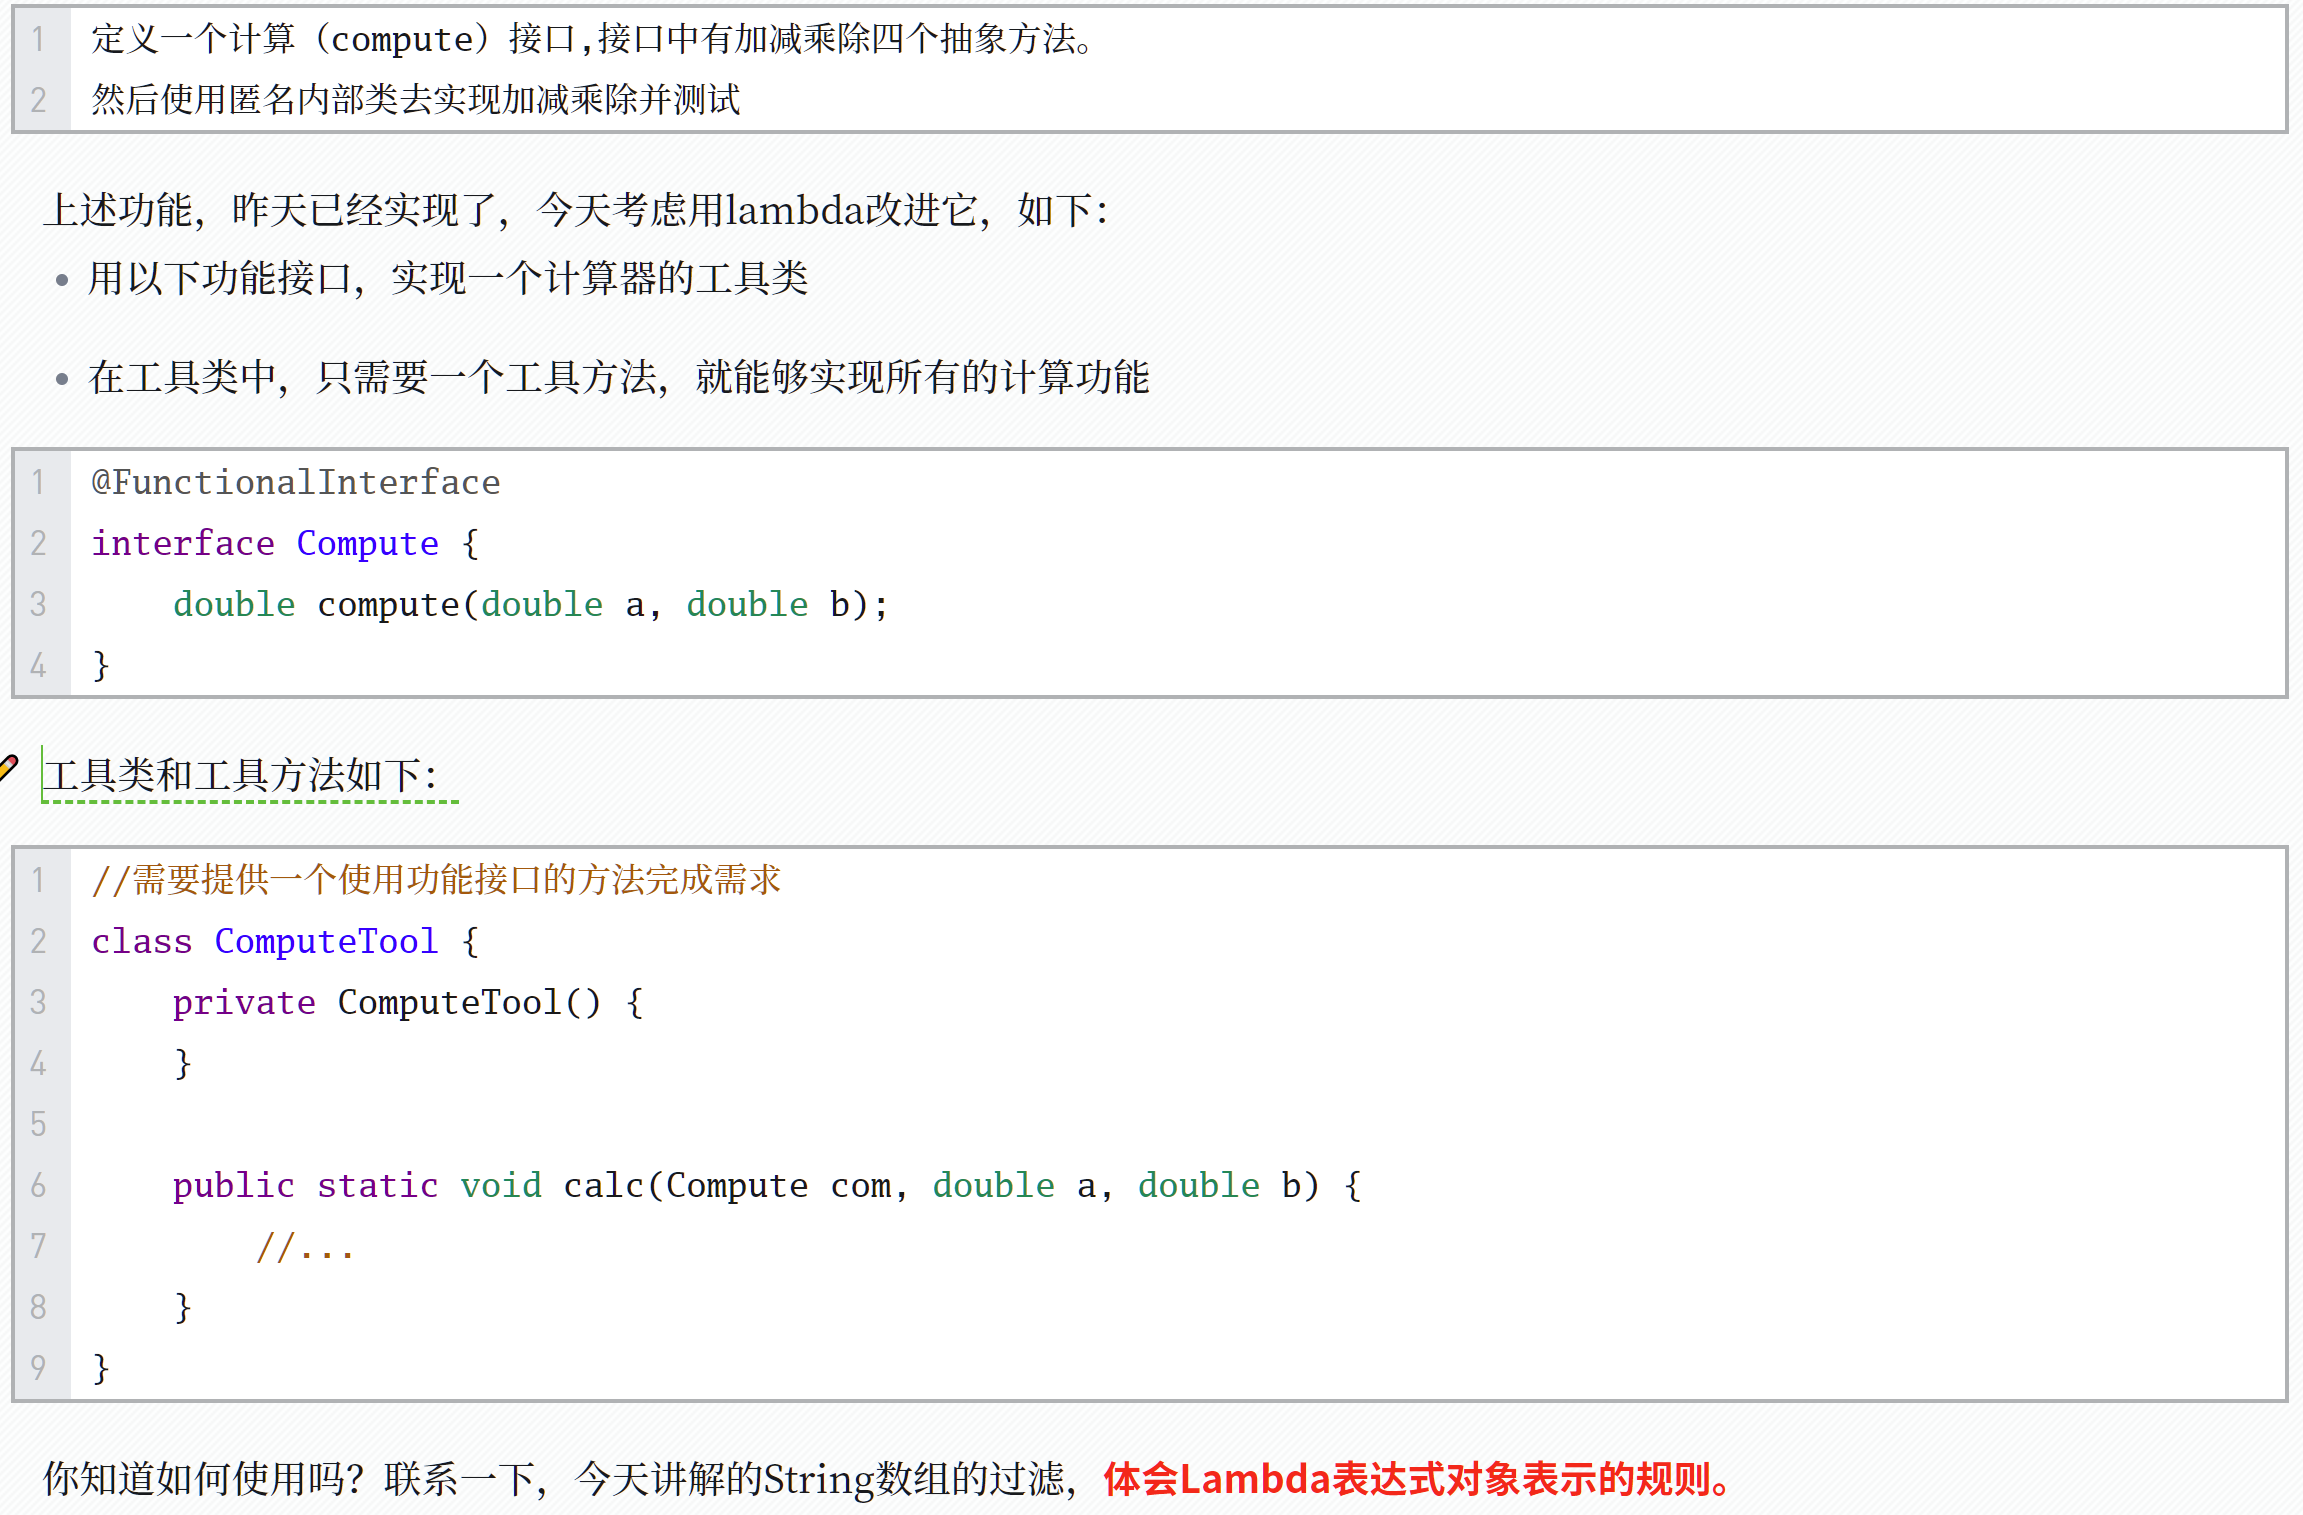 1 定义一个计算（compute）接口,接口中有加减乘除四个抽象方法。
2 然后使用匿名内部类去实现加减乘除并测试
上述功能，昨天已经实现了，今天考虑用lambda改进它，如下：
• 用以下功能接口，实现一个计算器的工具类
• 在工具类中，只需要一个工具方法，就能够实现所有的计算功能
1 @FunctionalInterface
2 interface Compute {
3     double compute(double a, double b);
4 }
工具类和工具方法如下：
1 //需要提供一个使用功能接口的方法完成需求
2 class ComputeTool {
3     private ComputeTool() {
4     }
5
6     public static void calc(Compute com, double a, double b) {
7         //...
8     }
9 }
你知道如何使用吗？联系一下，今天讲解的String数组的过滤，体会Lambda表达式对象表示的规则。